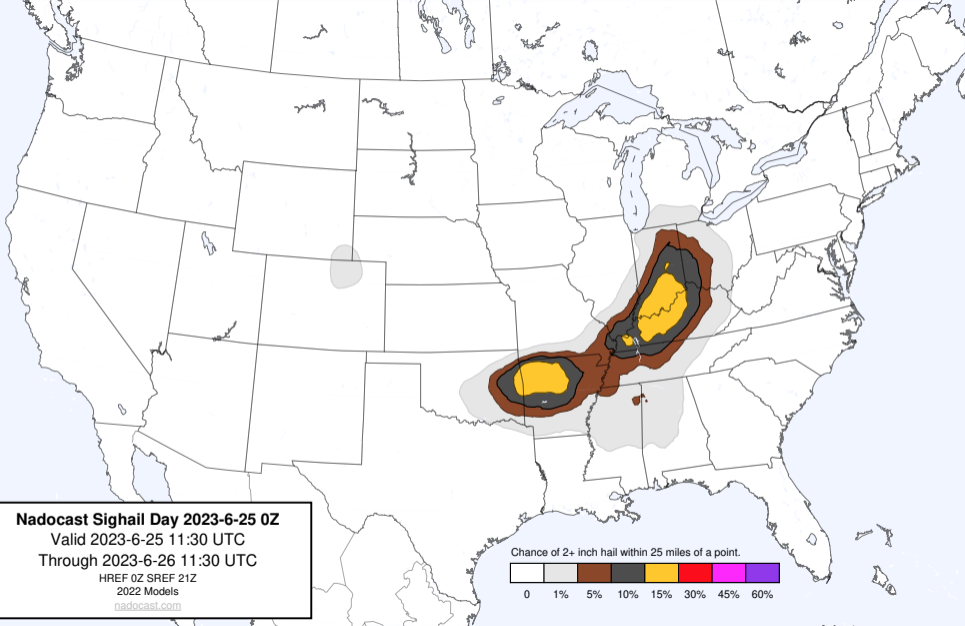 Nadocast Sighail Day 2023-6-25 0Z
Valid 2023-6-25 11:30 UTC
Through 2023-6-26 11:30 UTC
HREF 0Z SREF 21Z
2022 Models
nadocast.com
Chance of 2+ inch hail within 25 miles of a point.
0 1% 5% 10% 15% 30% 45% 60%